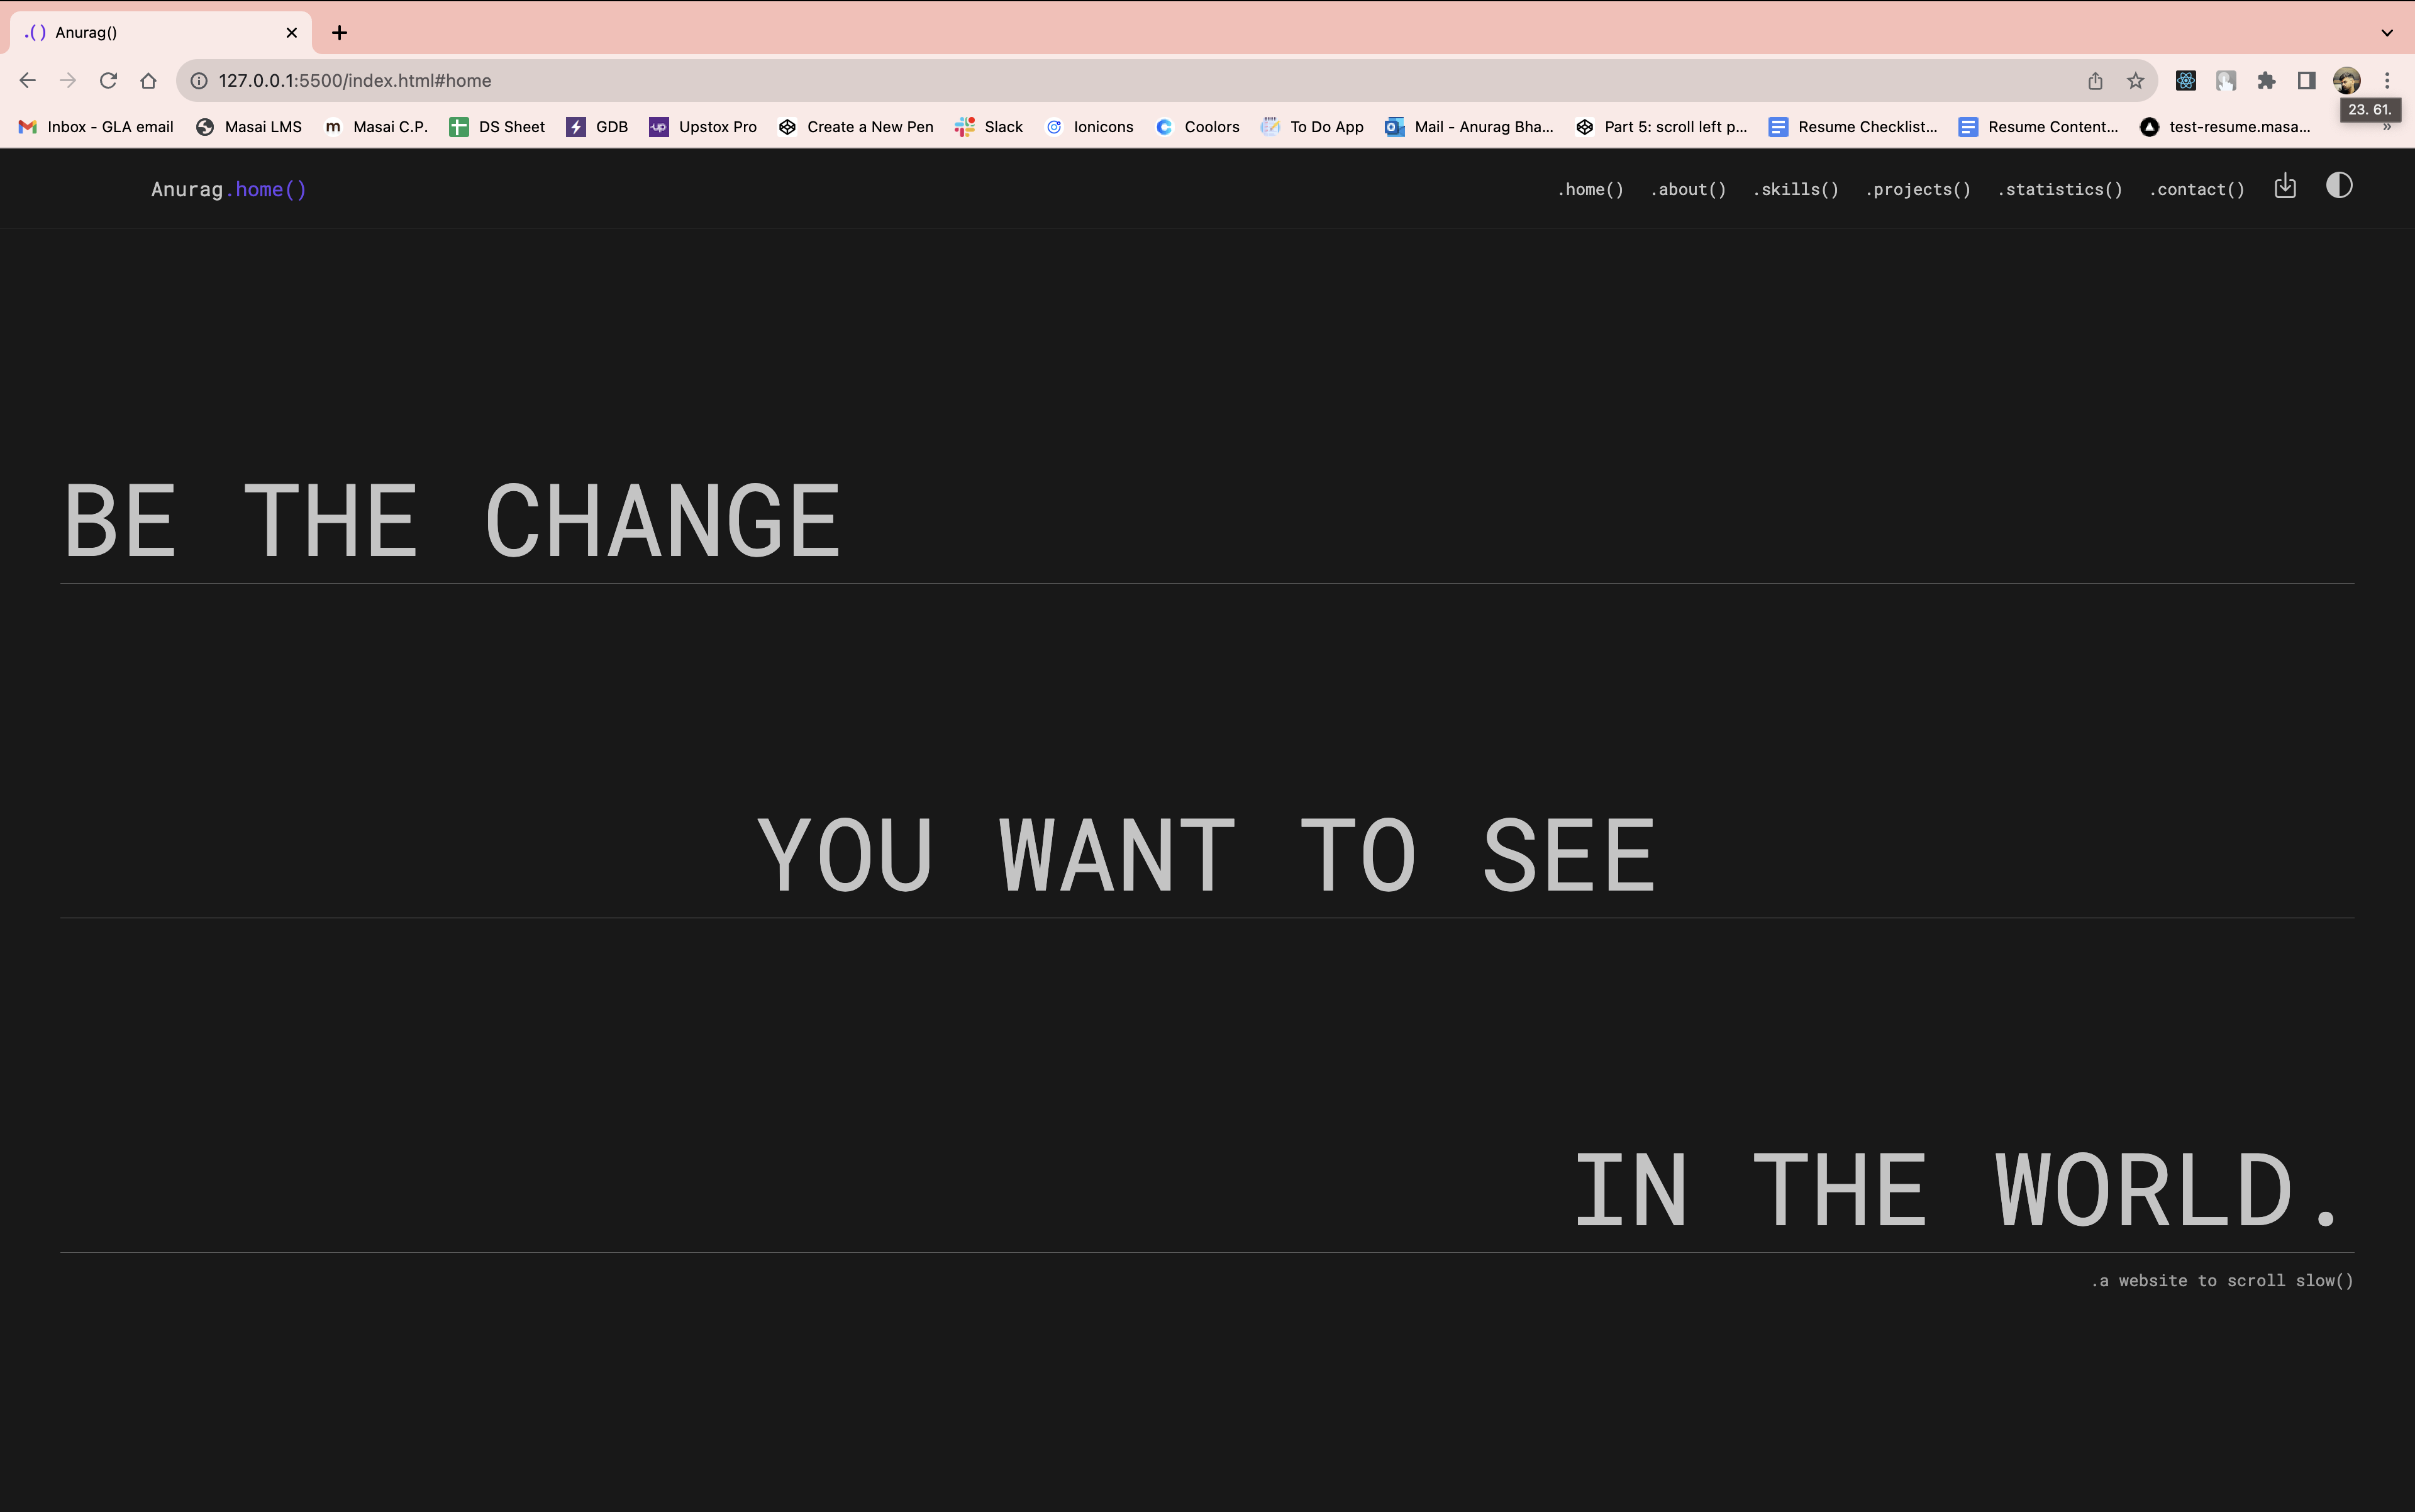 .() Anurag()
127.0.0.1:5500/index.html#home
23. 61.
Inbox - GLA email Masai LMS m Masai C.P. DS Sheet GDB up Upstox Pro Create a New Pen Slack Ionicons C Coolors To Do App Mail - Anurag Bha... Part 5: scroll left p... Resume Checklist... Resume Content... test-resume.masa... »
Anurag.home() .home() .about() .skills() .projects() .statistics() .contact()
BE THE CHANGE
YOU WANT TO SEE
IN THE WORLD.
.a website to scroll slow()